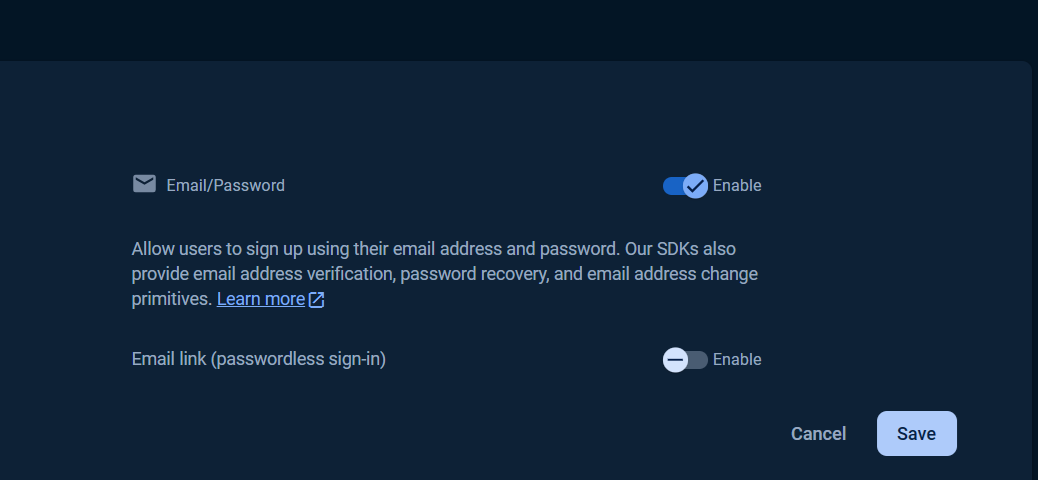 Email/Password
Enable
Allow users to sign up using their email address and password. Our SDKs also
provide email address verification, password recovery, and email address change
primitives. Learn more
Email link (passwordless sign-in)
Enable
Cancel
Save